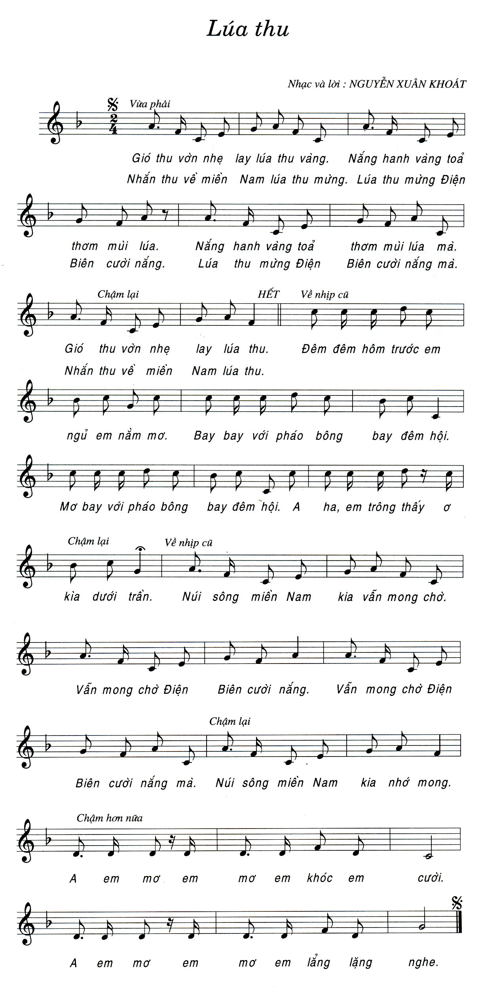 Lúa thu
Nhạc và lời : NGUYỄN XUÂN KHOÁT
Vừa phải
2
4
Gió thu vờn nhẹ lay lúa thu vàng. Nắng hanh vàng toả
Nhắn thu về miền Nam lúa thu mừng. Lúa thu mừng Điện
thơm mùi lúa. Nắng hanh vàng toả thơm mùi lúa mà.
Biên cười nắng. Lúa thu mừng Điện Biên cười nắng mà.
Chậm lại HẾT Về nhịp cũ
Gió thu vờn nhẹ lay lúa thu. Đêm đêm hôm trước em
Nhắn thu về miền Nam lúa thu.
ngủ em nằm mơ. Bay bay với pháo bông bay đêm hội.
Mơ bay với pháo bông bay đêm hội. A ha, em trông thấy ơ
Chậm lại Về nhịp cũ
kìa dưới trần. Núi sông miền Nam kia vẫn mong chờ.
Vẫn mong chờ Điện Biên cười nắng. Vẫn mong chờ Điện
Chậm lại
Biên cười nắng mà. Núi sông miền Nam kia nhớ mong.
Chậm hơn nữa
A em mơ em mơ em khóc em cười.
A em mơ em mơ em lẳng lặng nghe.